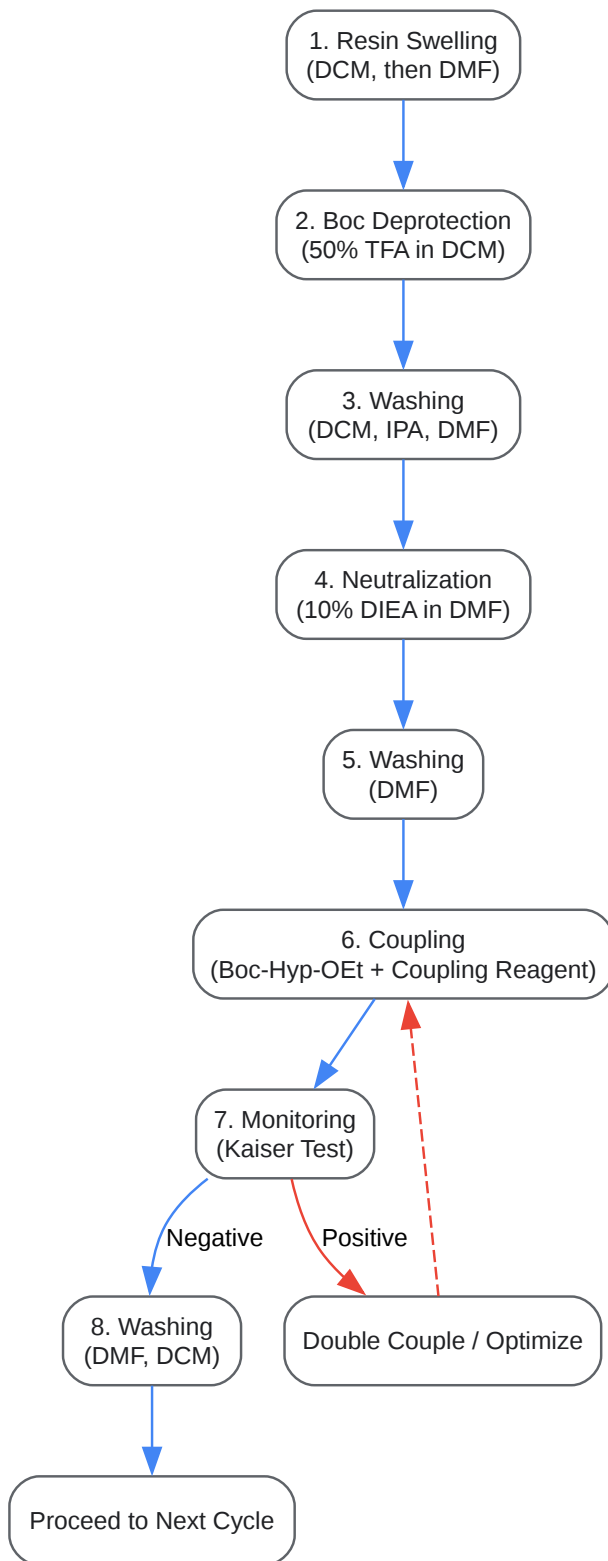 1. Resin Swelling
(DCM, then DMF)
2. Boc Deprotection
(50% TFA in DCM)
3. Washing
(DCM, IPA, DMF)
4. Neutralization
(10% DIEA in DMF)
5. Washing
(DMF)
6. Coupling
(Boc-Hyp-OEt + Coupling Reagent)
7. Monitoring
(Kaiser Test)
Negative
Positive
8. Washing
(DMF, DCM)
Double Couple / Optimize
Proceed to Next Cycle